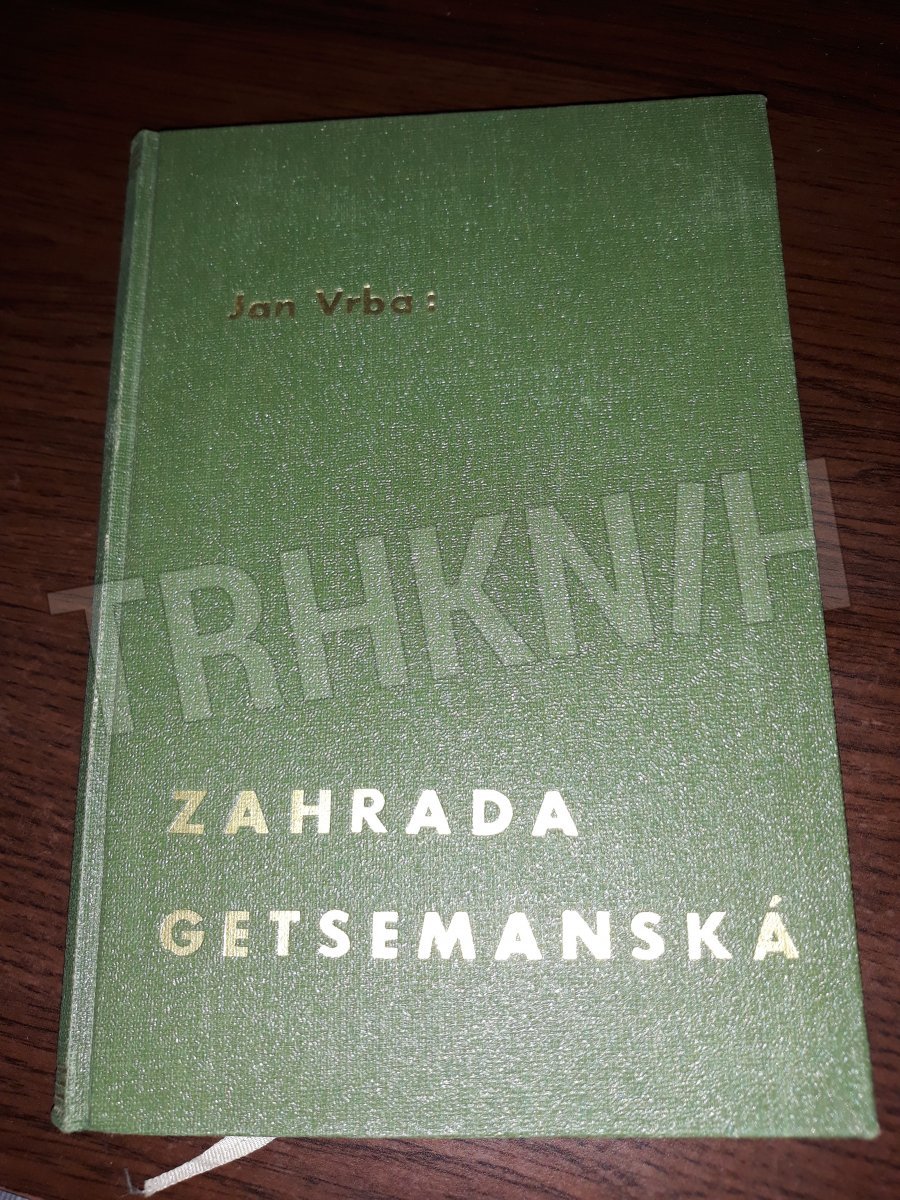 Jan Vrba:
TRHKNIH
ZAHRADA
GETSEMANSKÁ